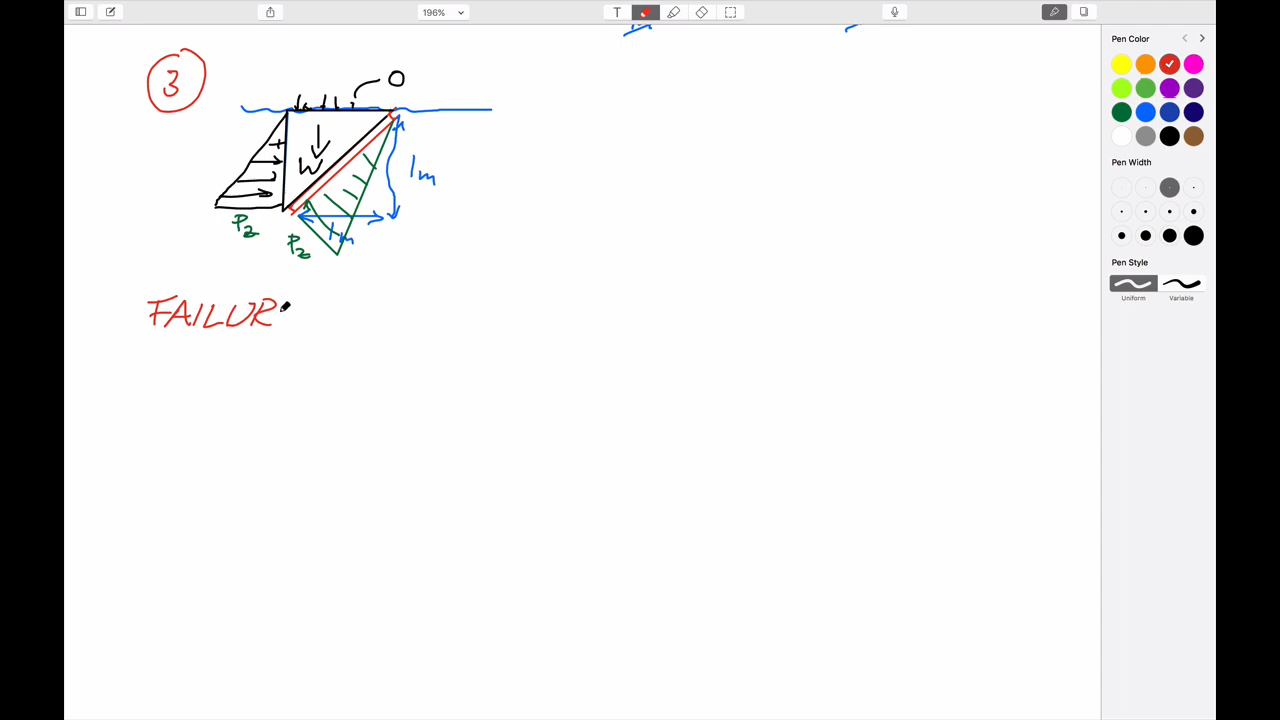 196%
T
Pen Color
3
O
W
1m
P2
1m
P2
FAILUR
Pen Width
Pen Style
Uniform Variable